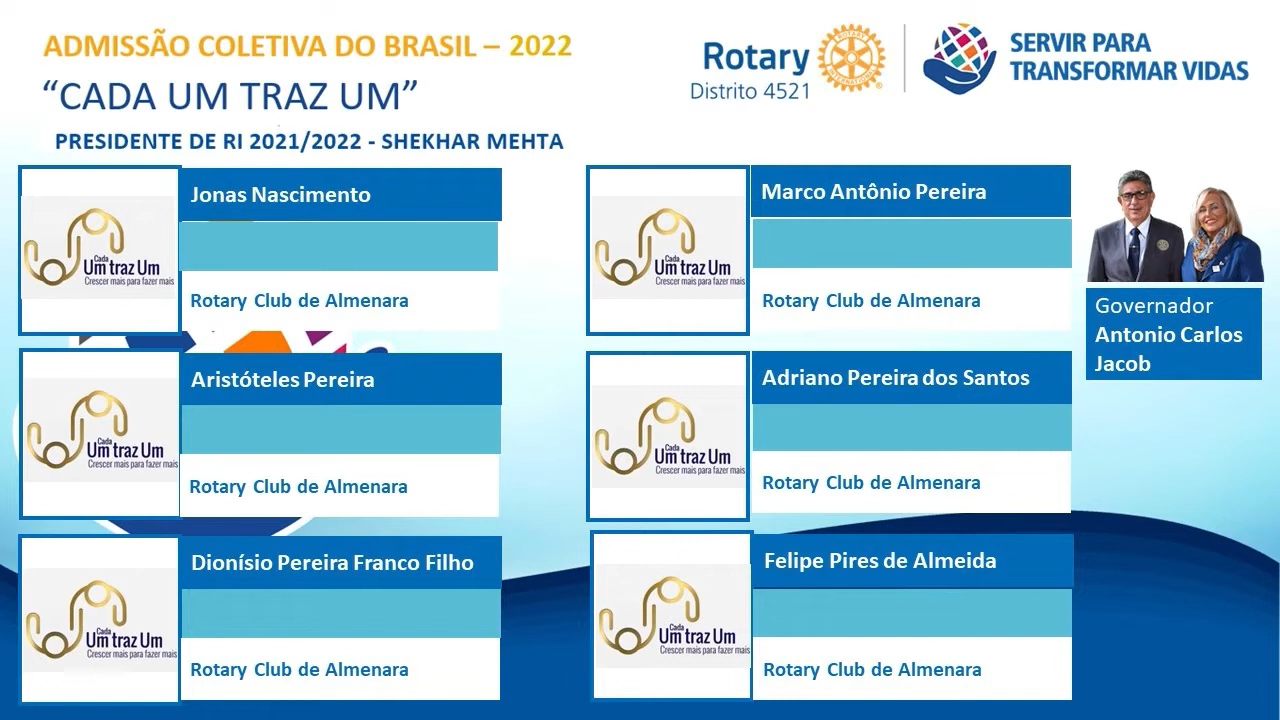 ADMISSÃO COLETIVA DO BRASIL – 2022
“CADA UM TRAZ UM”
PRESIDENTE DE RI 2021/2022 - SHEKHAR MEHTA
Rotary
Distrito 4521
ROTARY
INTERNATIONAL
SERVIR PARA
TRANSFORMAR VIDAS
Cada
Um traz Um
Crescer mais para fazer mais
Jonas Nascimento
Rotary Club de Almenara
Cada
Um traz Um
Crescer mais para fazer mais
Marco Antônio Pereira
Rotary Club de Almenara
Governador
Antonio Carlos
Jacob
Cada
Um traz Um
Crescer mais para fazer mais
Aristóteles Pereira
Rotary Club de Almenara
Cada
Um traz Um
Crescer mais para fazer mais
Adriano Pereira dos Santos
Rotary Club de Almenara
Cada
Um traz Um
Crescer mais para fazer mais
Dionísio Pereira Franco Filho
Rotary Club de Almenara
Cada
Um traz Um
Crescer mais para fazer mais
Felipe Pires de Almeida
Rotary Club de Almenara